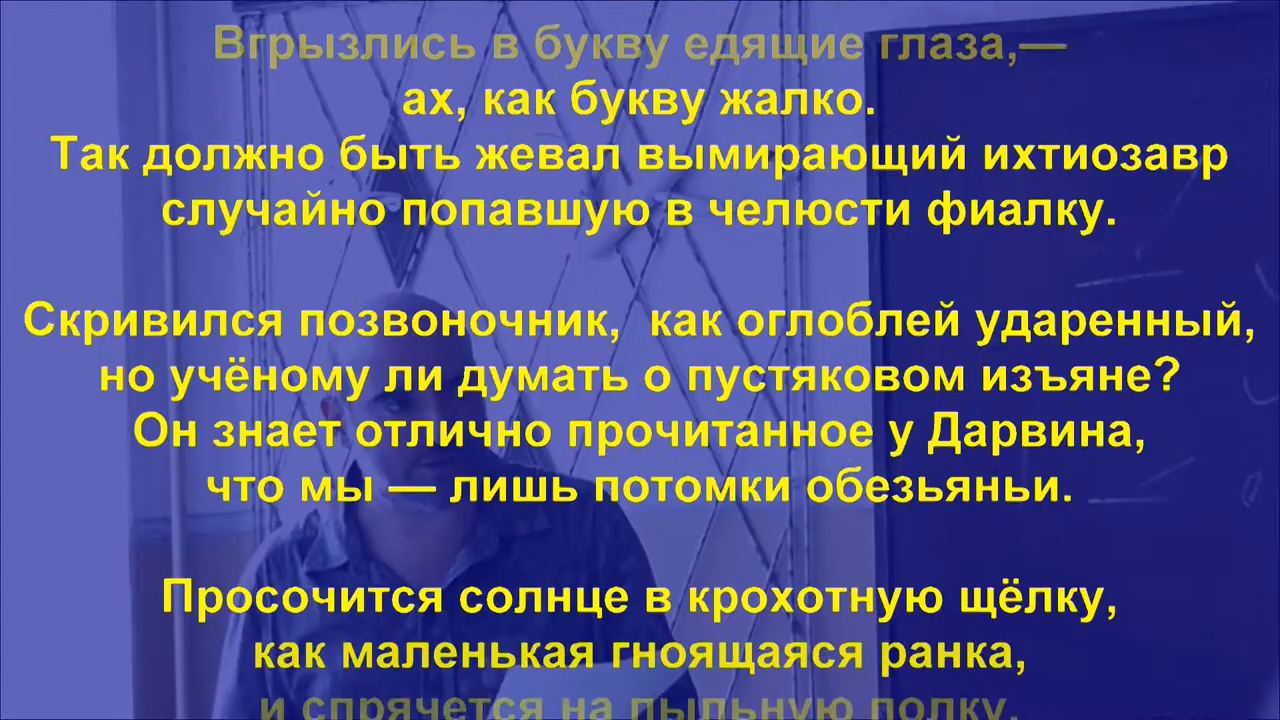 Вгрызлись в букву едящие глаза,—
ах, как букву жалко.
Так должно быть жевал вымирающий ихтиозавр
случайно попавшую в челюсти фиалку.
Скривился позвоночник,  как оглоблей ударенный,
но учёному ли думать о пустяковом изъяне?
Он знает отлично прочитанное у Дарвина,
что мы — лишь потомки обезьяньи.
Просочится солнце в крохотную щёлку,
как маленькая гноящаяся ранка,
и спрячется на пыльную полку,